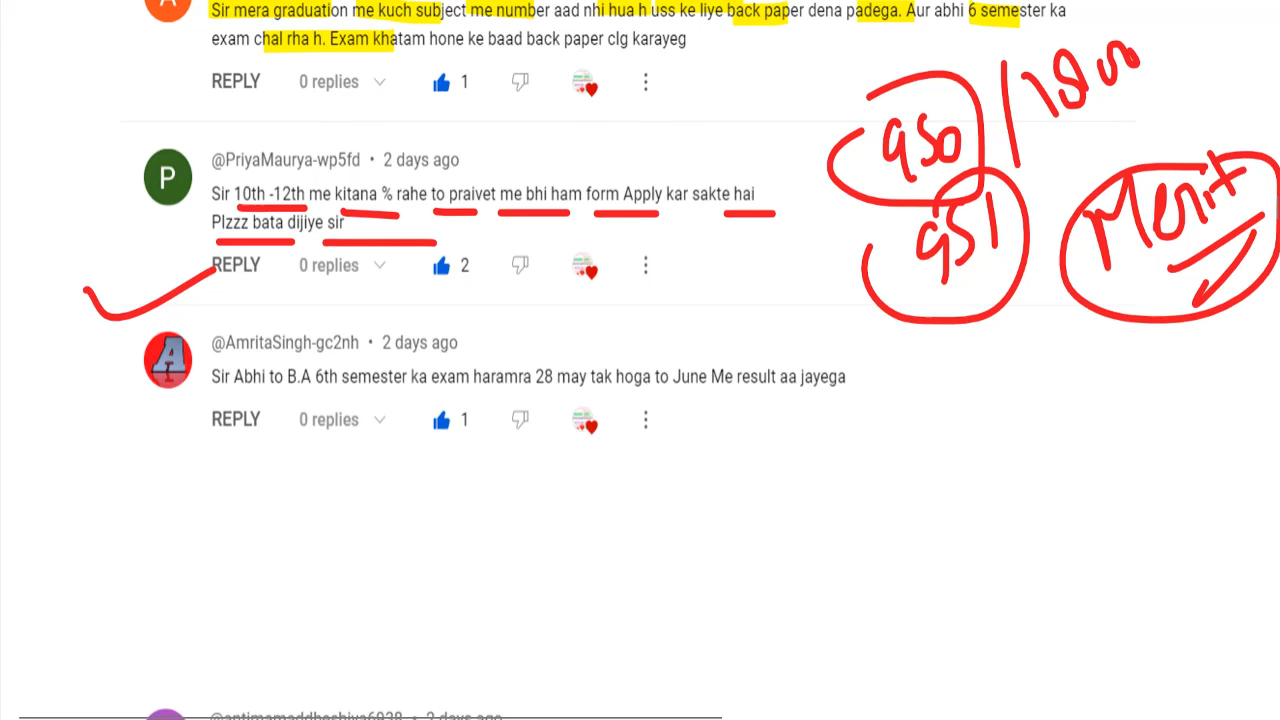 Sir mera graduation me kuch subject me number aad nhi hua h uss ke liye back paper dena padega. Aur abhi 6 semester ka
exam chal rha h. Exam khatam hone ke baad back paper clg karayeg
REPLY 0 replies 1
@PriyaMaurya-wp5fd • 2 days ago
P
Sir 10th -12th me kitana % rahe to praivet me bhi ham form Apply kar sakte hai
Plzzz bata dijiye sir
REPLY 0 replies 2
950
951
Merit
@AmritaSingh-gc2nh • 2 days ago
A
Sir Abhi to B.A 6th semester ka exam haramra 28 may tak hoga to June Me result aa jayega
REPLY 0 replies 1
2 days ago